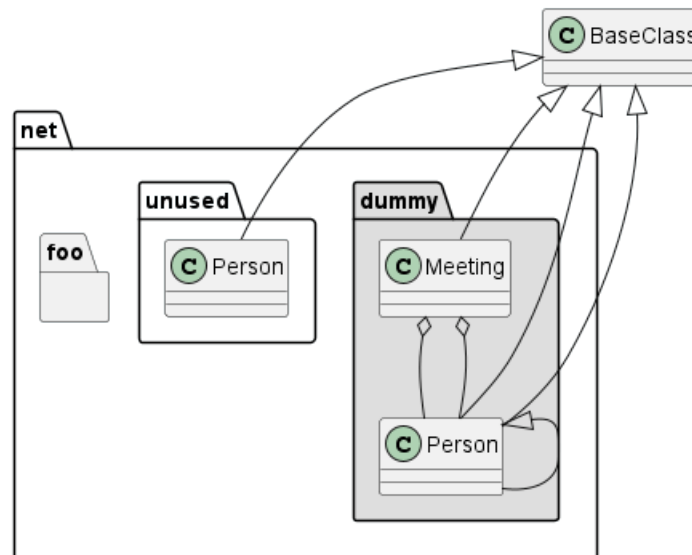 C BaseClass
net
unused
dummy
foo
C Person
C Meeting
C Person